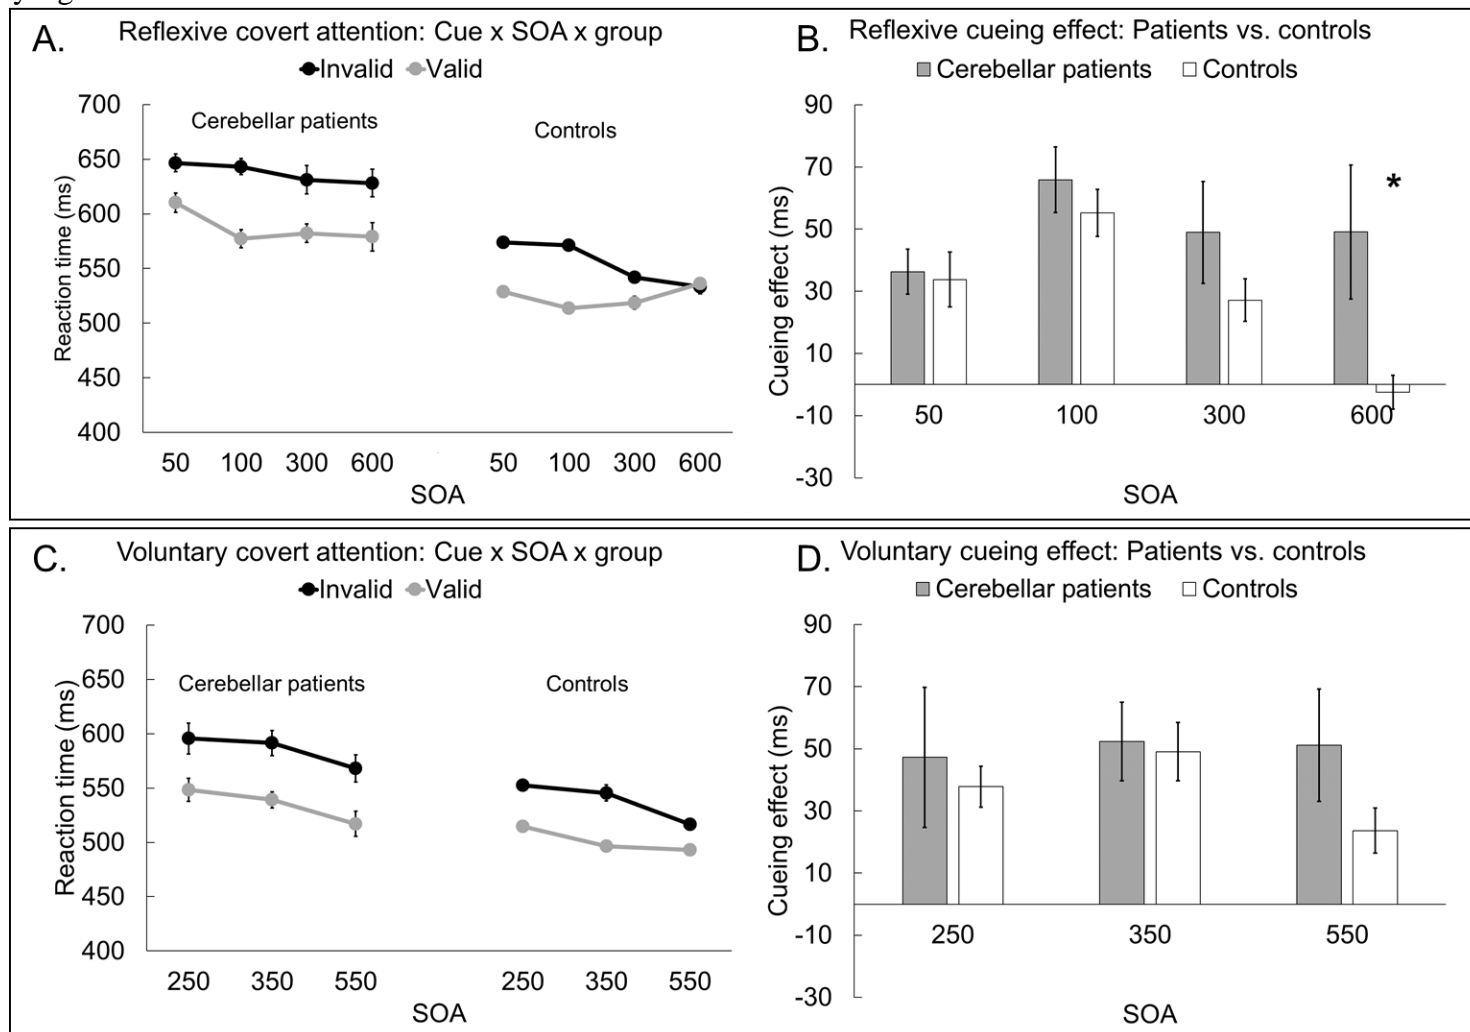 A. Reflexive covert attention: Cue x SOA x group
Invalid Valid
Reaction time (ms)
700
650
600
550
500
450
400
Cerebellar patients
Controls
50 100 300 600 50 100 300 600
SOA
B. Reflexive cueing effect: Patients vs. controls
Cerebellar patients Controls
Cueing effect (ms)
90
70
50
30
10
-10
-30
*
50 100 300 600
SOA
C. Voluntary covert attention: Cue x SOA x group
Invalid Valid
Reaction time (ms)
700
650
600
550
500
450
400
Cerebellar patients
Controls
250 350 550 250 350 550
SOA
D. Voluntary cueing effect: Patients vs. controls
Cerebellar patients Controls
Cueing effect (ms)
90
70
50
30
10
-10
-30
250 350 550
SOA